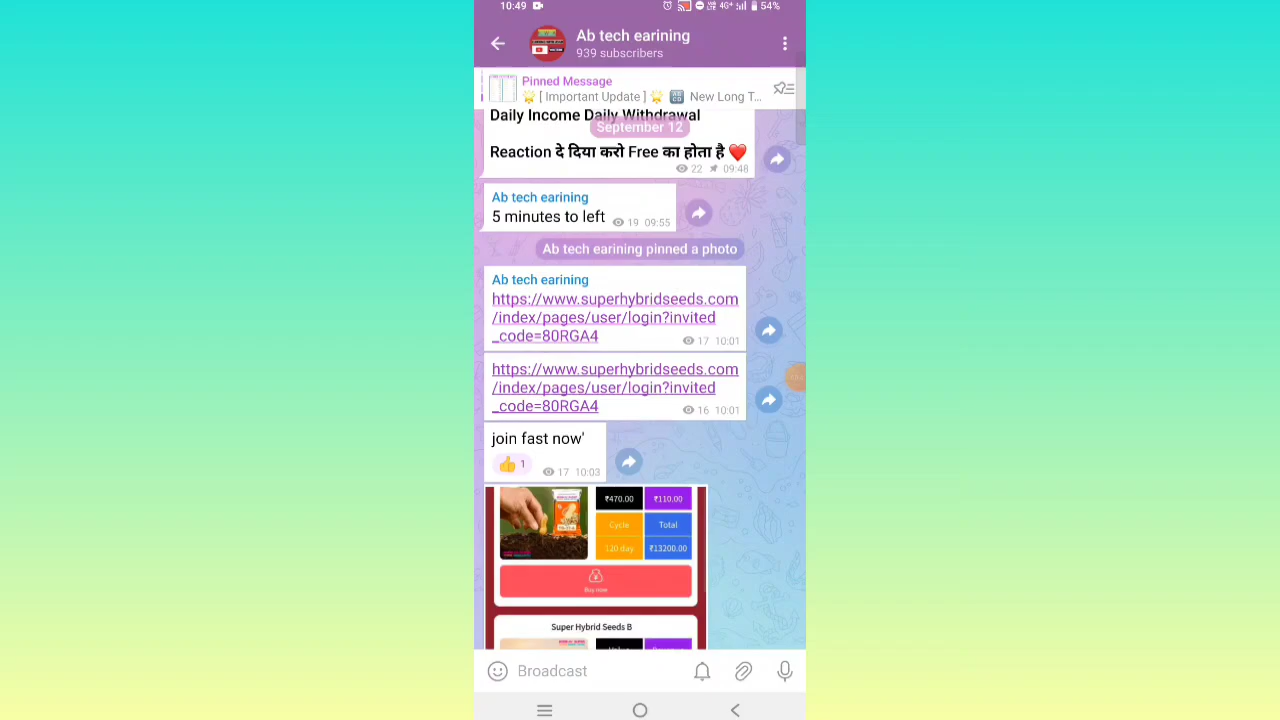 10:49
4G+
54%
Ab tech earining
939 subscribers
Pinned Message
🌟 [ Important Update ] 🌟 🆎 New Long T...
Daily Income Daily Withdrawal
September 12
Reaction दे दिया करो Free का होता है ❤️
22 09:48
Ab tech earining
5 minutes to left
19 09:55
Ab tech earining pinned a photo
Ab tech earining
https://www.superhybridseeds.com
/index/pages/user/login?invited
_code=80RGA4
17 10:01
https://www.superhybridseeds.com
/index/pages/user/login?invited
_code=80RGA4
16 10:01
join fast now'
👍 1
17 10:03
₹470.00 ₹110.00
Cycle Total
120 day ₹13200.00
Buy now
Super Hybrid Seeds B
Broadcast